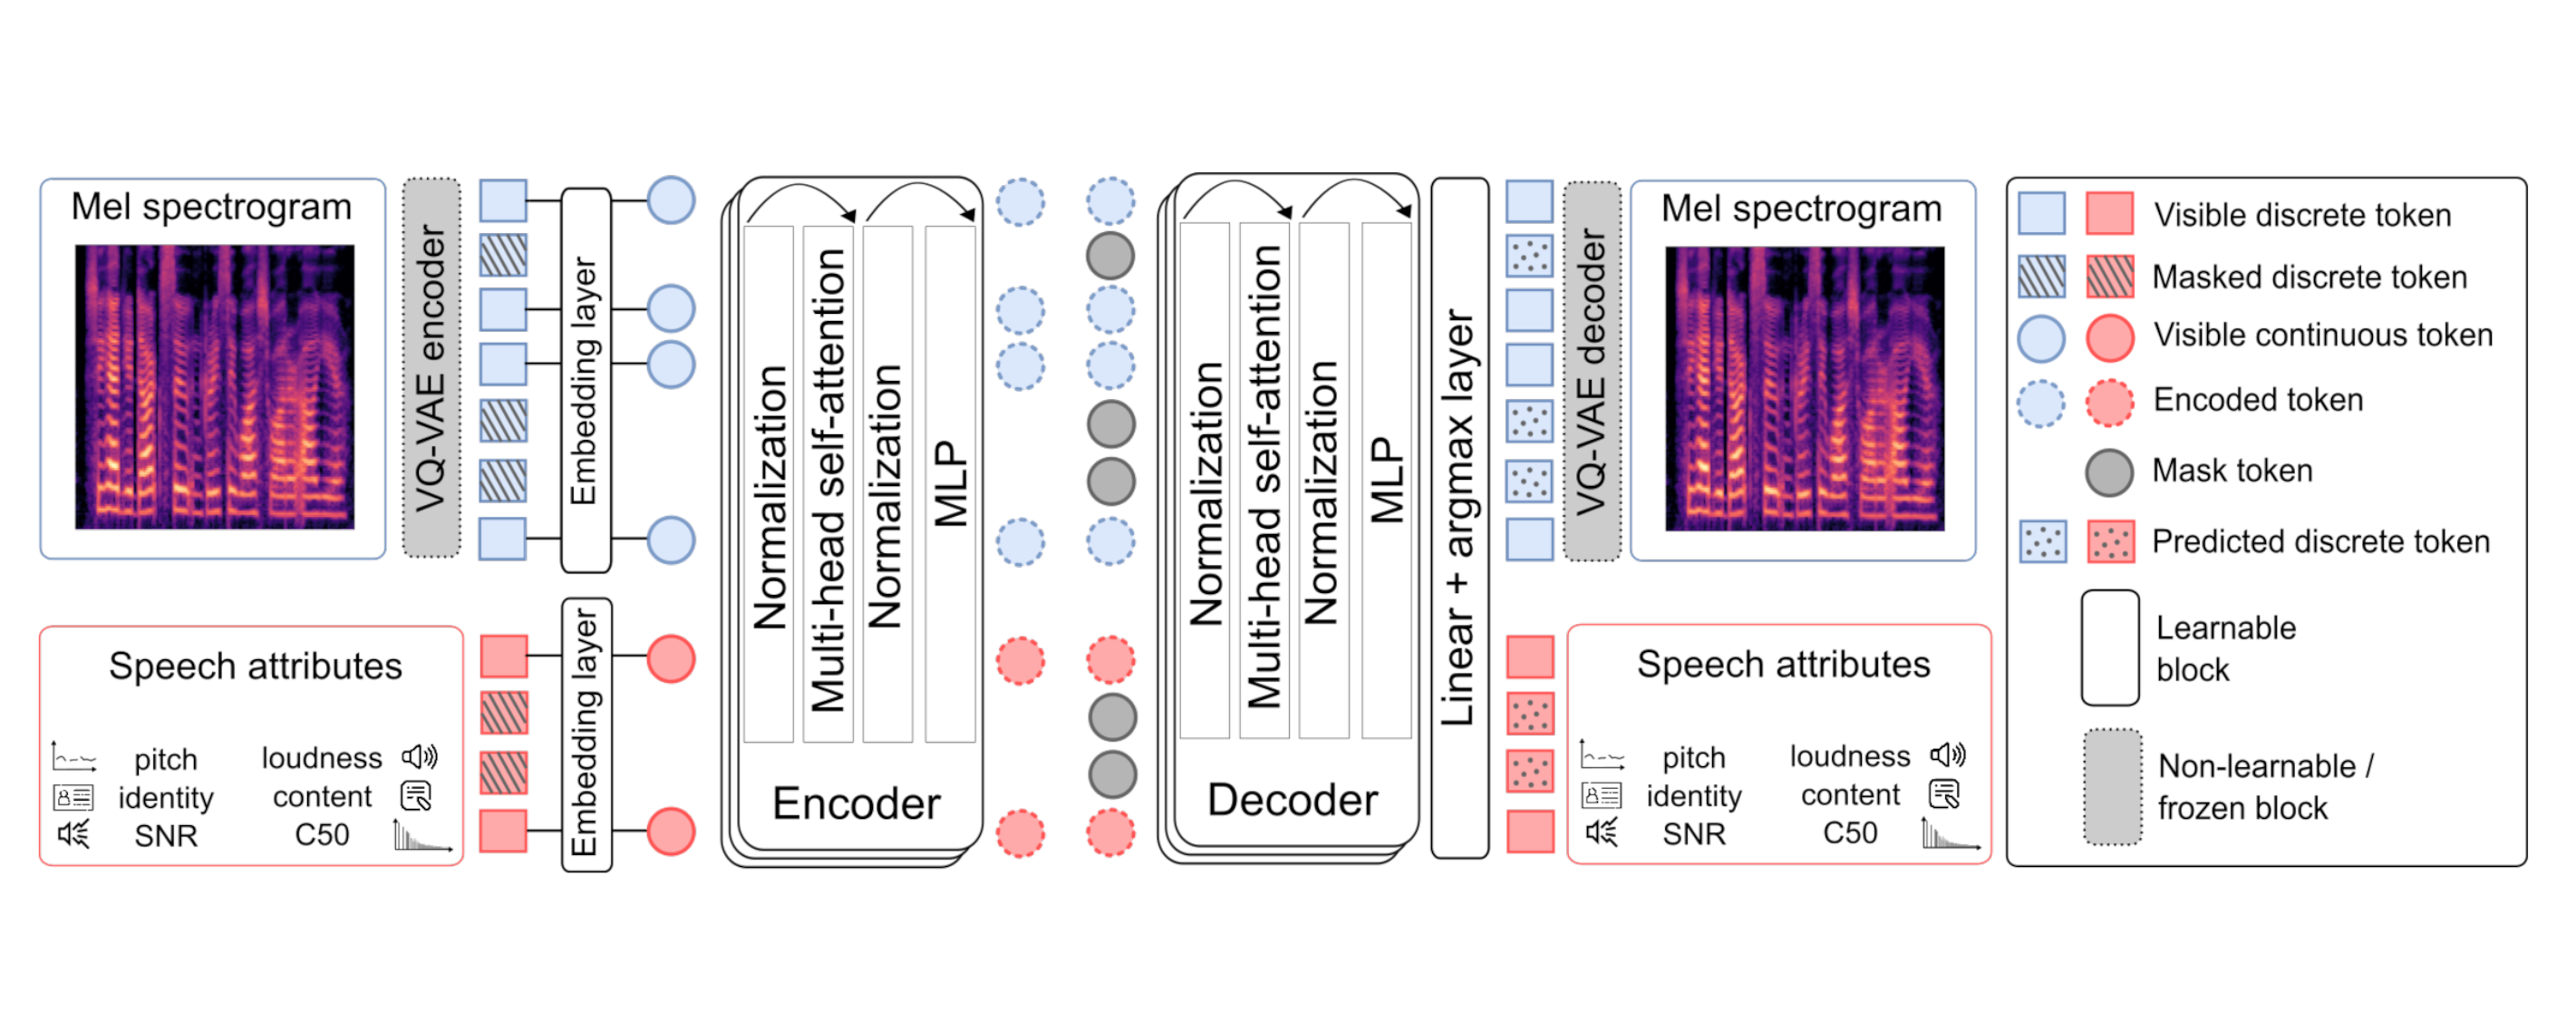 Mel spectrogram
VQ-VAE encoder
Embedding layer
Speech attributes
pitch loudness
identity content
SNR C50
Embedding layer
Normalization
Multi-head self-attention
Normalization
MLP
Encoder
Normalization
Multi-head self-attention
Normalization
MLP
Decoder
Linear + argmax layer
VQ-VAE decoder
Mel spectrogram
Speech attributes
pitch loudness
identity content
SNR C50
Visible discrete token
Masked discrete token
Visible continuous token
Encoded token
Mask token
Predicted discrete token
Learnable
block
Non-learnable /
frozen block